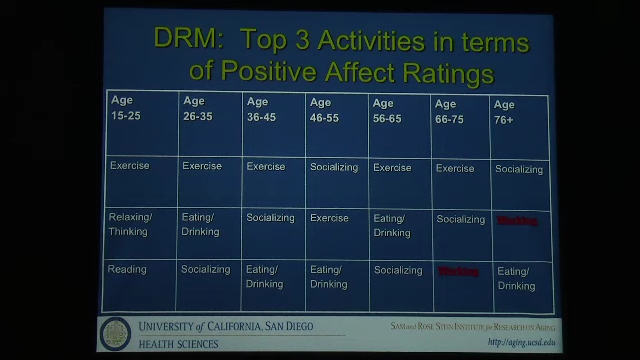 DRM: Top 3 Activities in terms
of Positive Affect Ratings
Age 15-25 Age 26-35 Age 36-45 Age 46-55 Age 56-65 Age 66-75 Age 76+
Exercise Exercise Exercise Socializing Exercise Exercise Socializing
Relaxing/Thinking Eating/Drinking Socializing Exercise Eating/Drinking Socializing Working
Reading Socializing Eating/Drinking Eating/Drinking Socializing Working Eating/Drinking
UNIVERSITY of CALIFORNIA, SAN DIEGO
HEALTH SCIENCES
SAM and ROSE STEIN INSTITUTE for RESEARCH ON AGING
http://aging.ucsd.edu